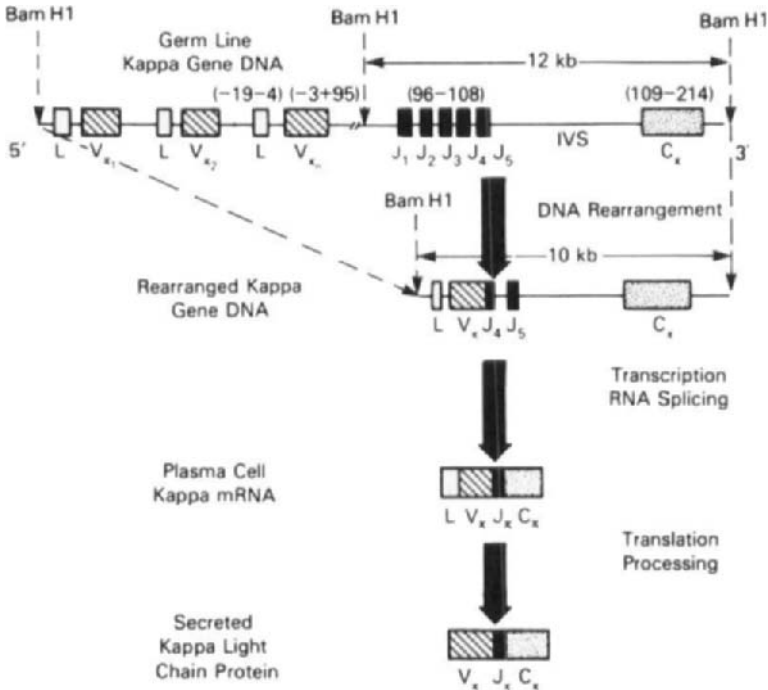 Bam H1
Bam H1
Bam H1
Germ Line
Kappa Gene DNA
12 kb
(−19−4) (−3+95) (96−108) (109−214)
5' L Vκ1 L Vκ2 L Vκn J1 J2 J3 J4 J5 IVS Cκ 3'
Bam H1
DNA Rearrangement
10 kb
Rearranged Kappa
Gene DNA
L Vκ J4 J5 Cκ
Transcription
RNA Splicing
Plasma Cell
Kappa mRNA
L Vκ Jκ Cκ
Translation
Processing
Secreted
Kappa Light
Chain Protein
Vκ Jκ Cκ